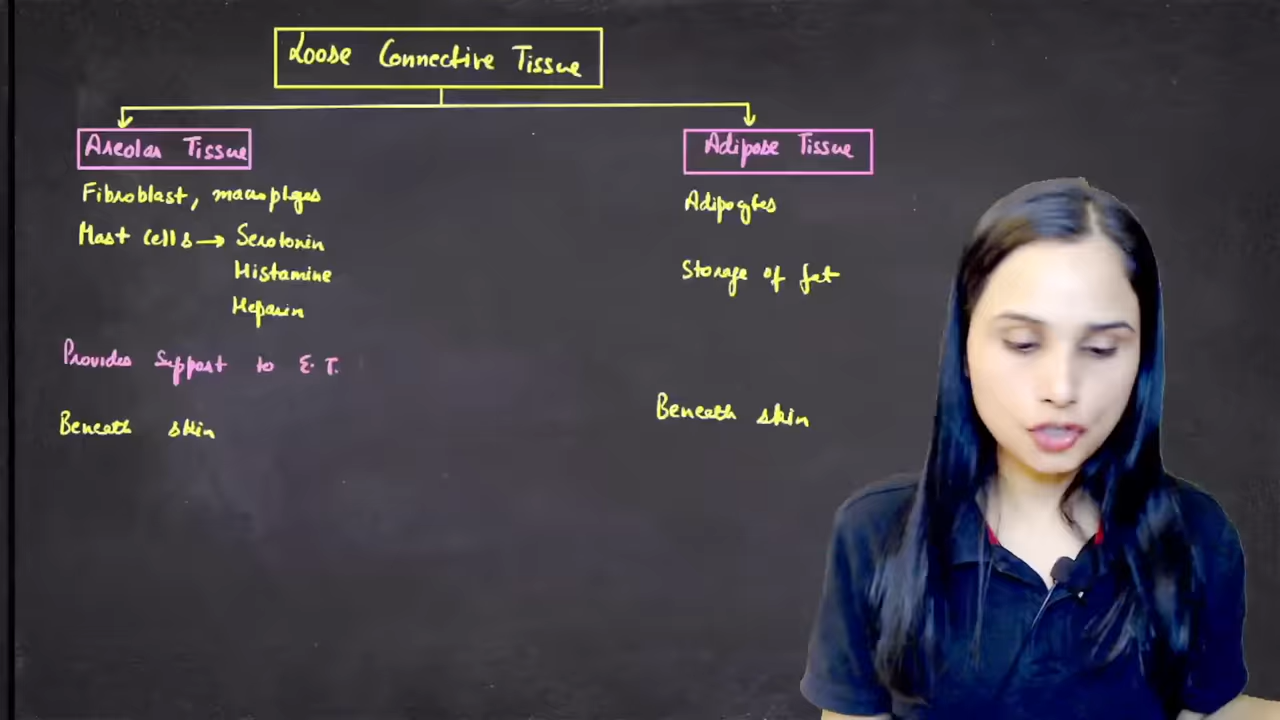 Loose Connective Tissue
Areolar Tissue
Fibroblast, macrophages
Mast cells → Serotonin
Histamine
Heparin
Provides Support to E.T.
Beneath skin
Adipose Tissue
Adipocytes
Storage of fat
Beneath skin